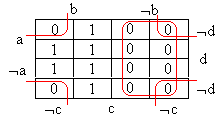 b ¬b
a 0 1 0 0 ¬d
1 1 0 0 d
¬a 1 1 0 0
0 1 0 0 ¬d
¬c c ¬c